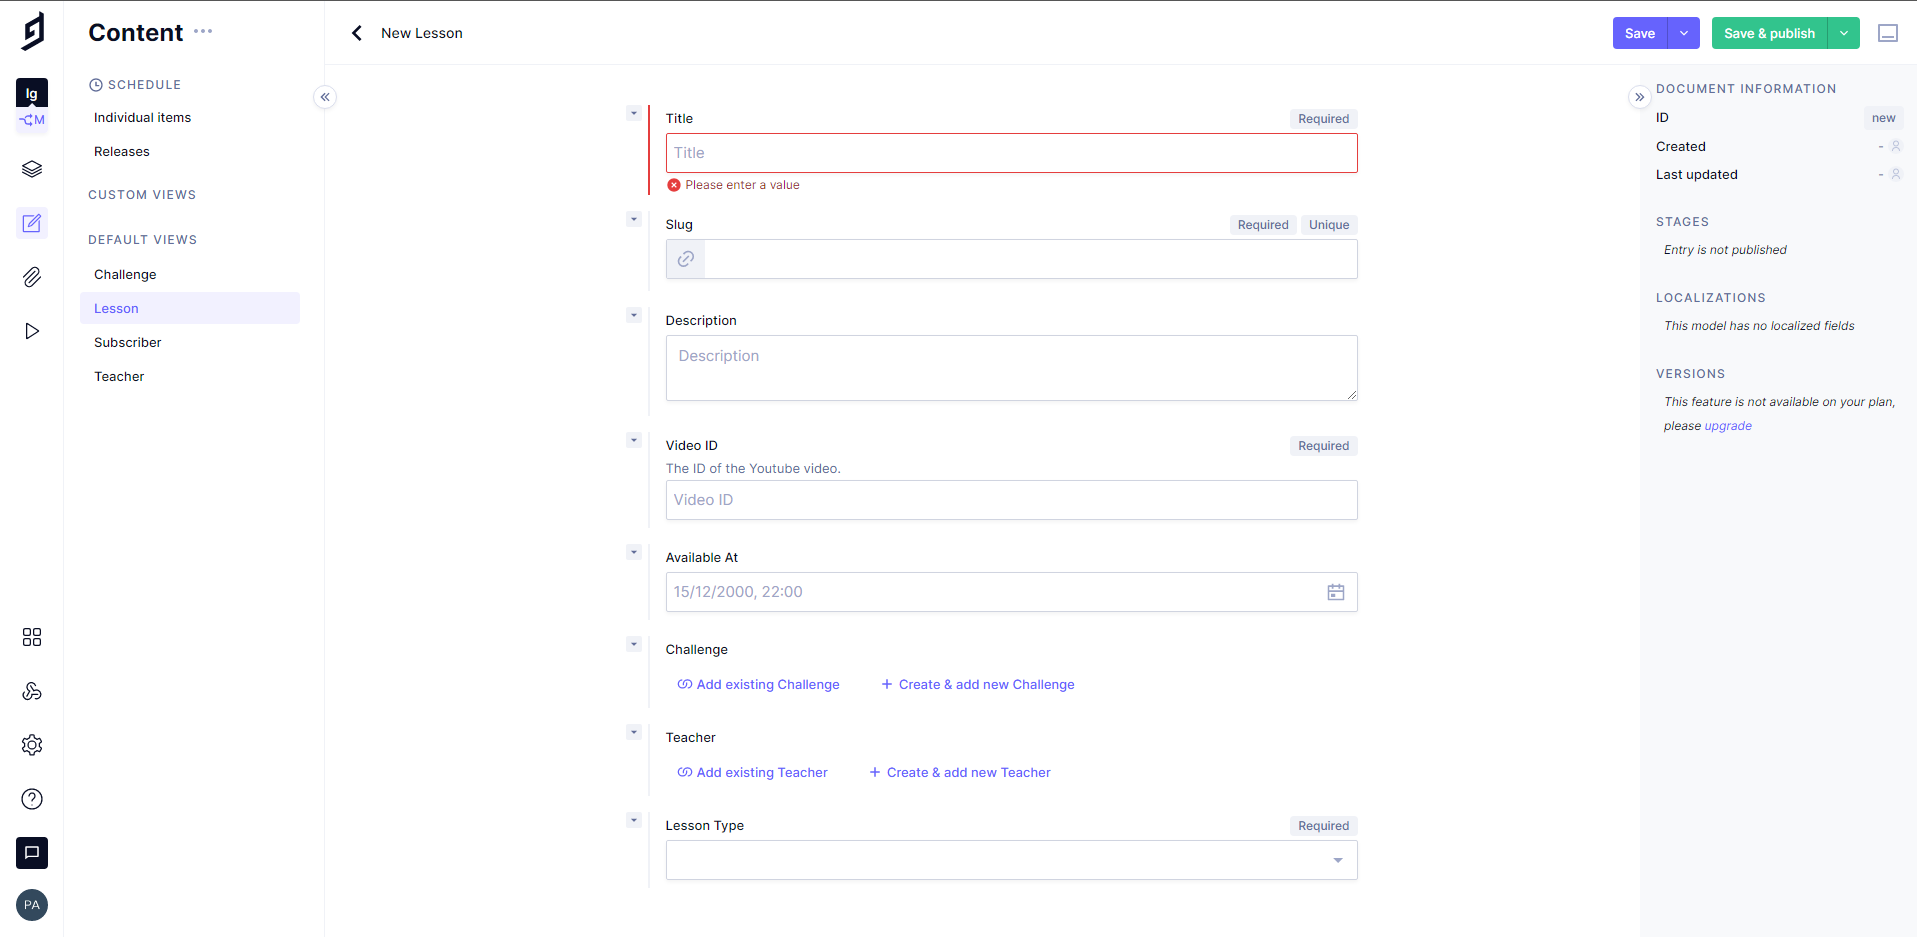 Content
New Lesson
Save
Save & publish
lg
M
SCHEDULE
Individual items
Releases
CUSTOM VIEWS
DEFAULT VIEWS
Challenge
Lesson
Subscriber
Teacher
PA
Title
Required
Title
Please enter a value
Slug
Required
Unique
Description
Description
Video ID
Required
The ID of the Youtube video.
Video ID
Available At
15/12/2000, 22:00
Challenge
Add existing Challenge
Create & add new Challenge
Teacher
Add existing Teacher
Create & add new Teacher
Lesson Type
Required
DOCUMENT INFORMATION
ID
new
Created
-
Last updated
-
STAGES
Entry is not published
LOCALIZATIONS
This model has no localized fields
VERSIONS
This feature is not available on your plan,
please upgrade